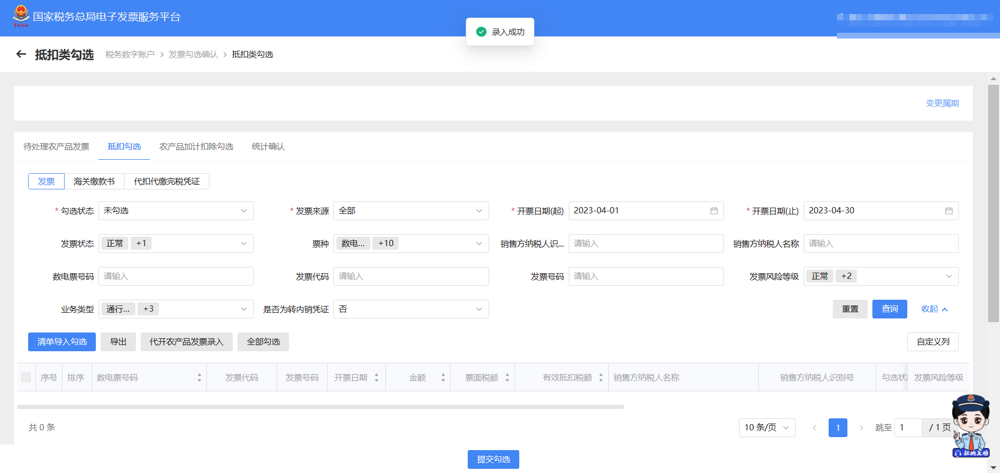 国家税务总局电子发票服务平台
录入成功
抵扣类勾选 税务数字账户 > 发票勾选确认 > 抵扣类勾选
变更属期
待处理农产品发票 抵扣勾选 农产品加计扣除勾选 统计确认
发票 海关缴款书 代扣代缴完税凭证
* 勾选状态 未勾选 * 发票来源 全部 * 开票日期(起) 2023-04-01 * 开票日期(止) 2023-04-30
发票状态 正常 +1 票种 数电... +10 销售方纳税人识... 请输入 销售方纳税人名称 请输入
数电票号码 请输入 发票代码 请输入 发票号码 请输入 发票风险等级 正常 +2
业务类型 通行... +3 是否为转内销凭证 否 重置 查询 收起
清单导入勾选 导出 代开农产品发票录入 全部勾选 自定义列
序号 排序 数电票号码 发票代码 发票号码 开票日期 金额 票面税额 有效抵扣税额 销售方纳税人名称 销售方纳税人识别号 勾选状 发票风险等级
共 0 条 10 条/页 1 跳至 1 / 1 页
征纳互动
提交勾选